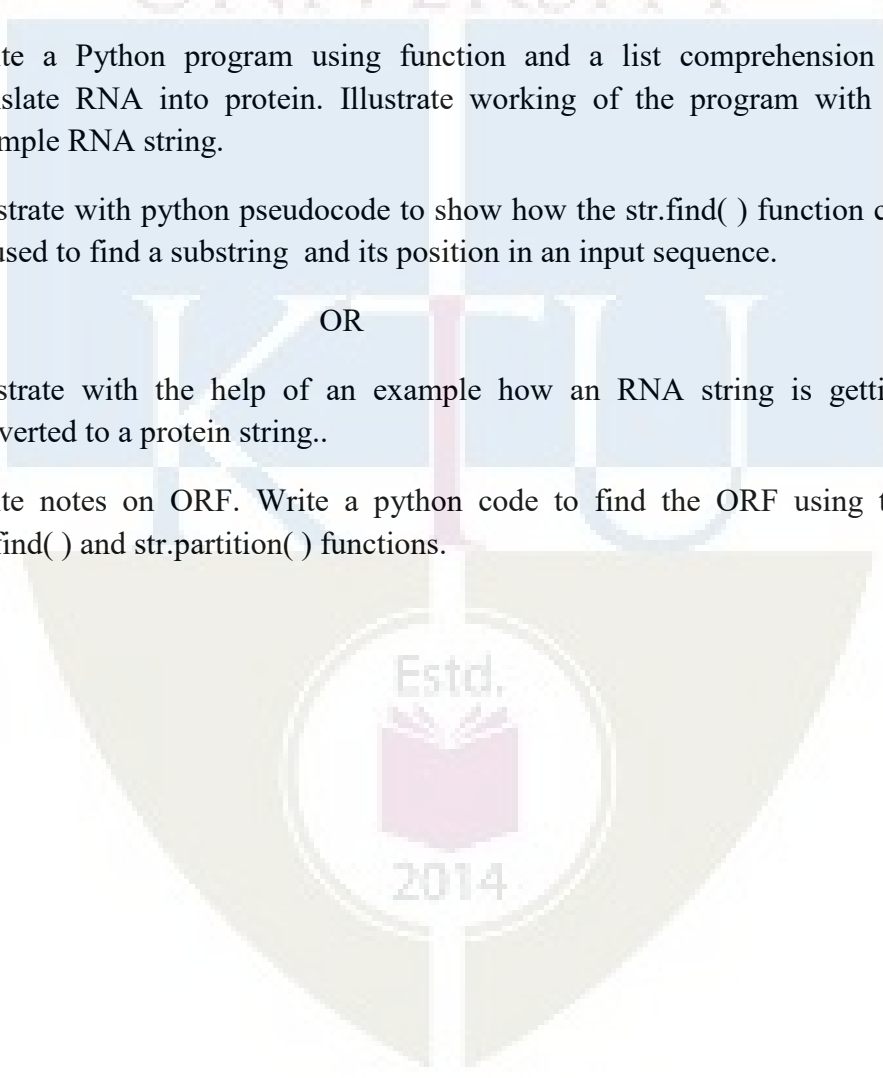 te a Python program using function and a list comprehension
slate RNA into protein. Illustrate working of the program with
mple RNA string.
strate with python pseudocode to show how the str.find( ) function c
used to find a substring and its position in an input sequence.
OR
strate with the help of an example how an RNA string is getti
verted to a protein string..
te notes on ORF. Write a python code to find the ORF using t
find( ) and str.partition( ) functions.
KTU
Estd.
2014